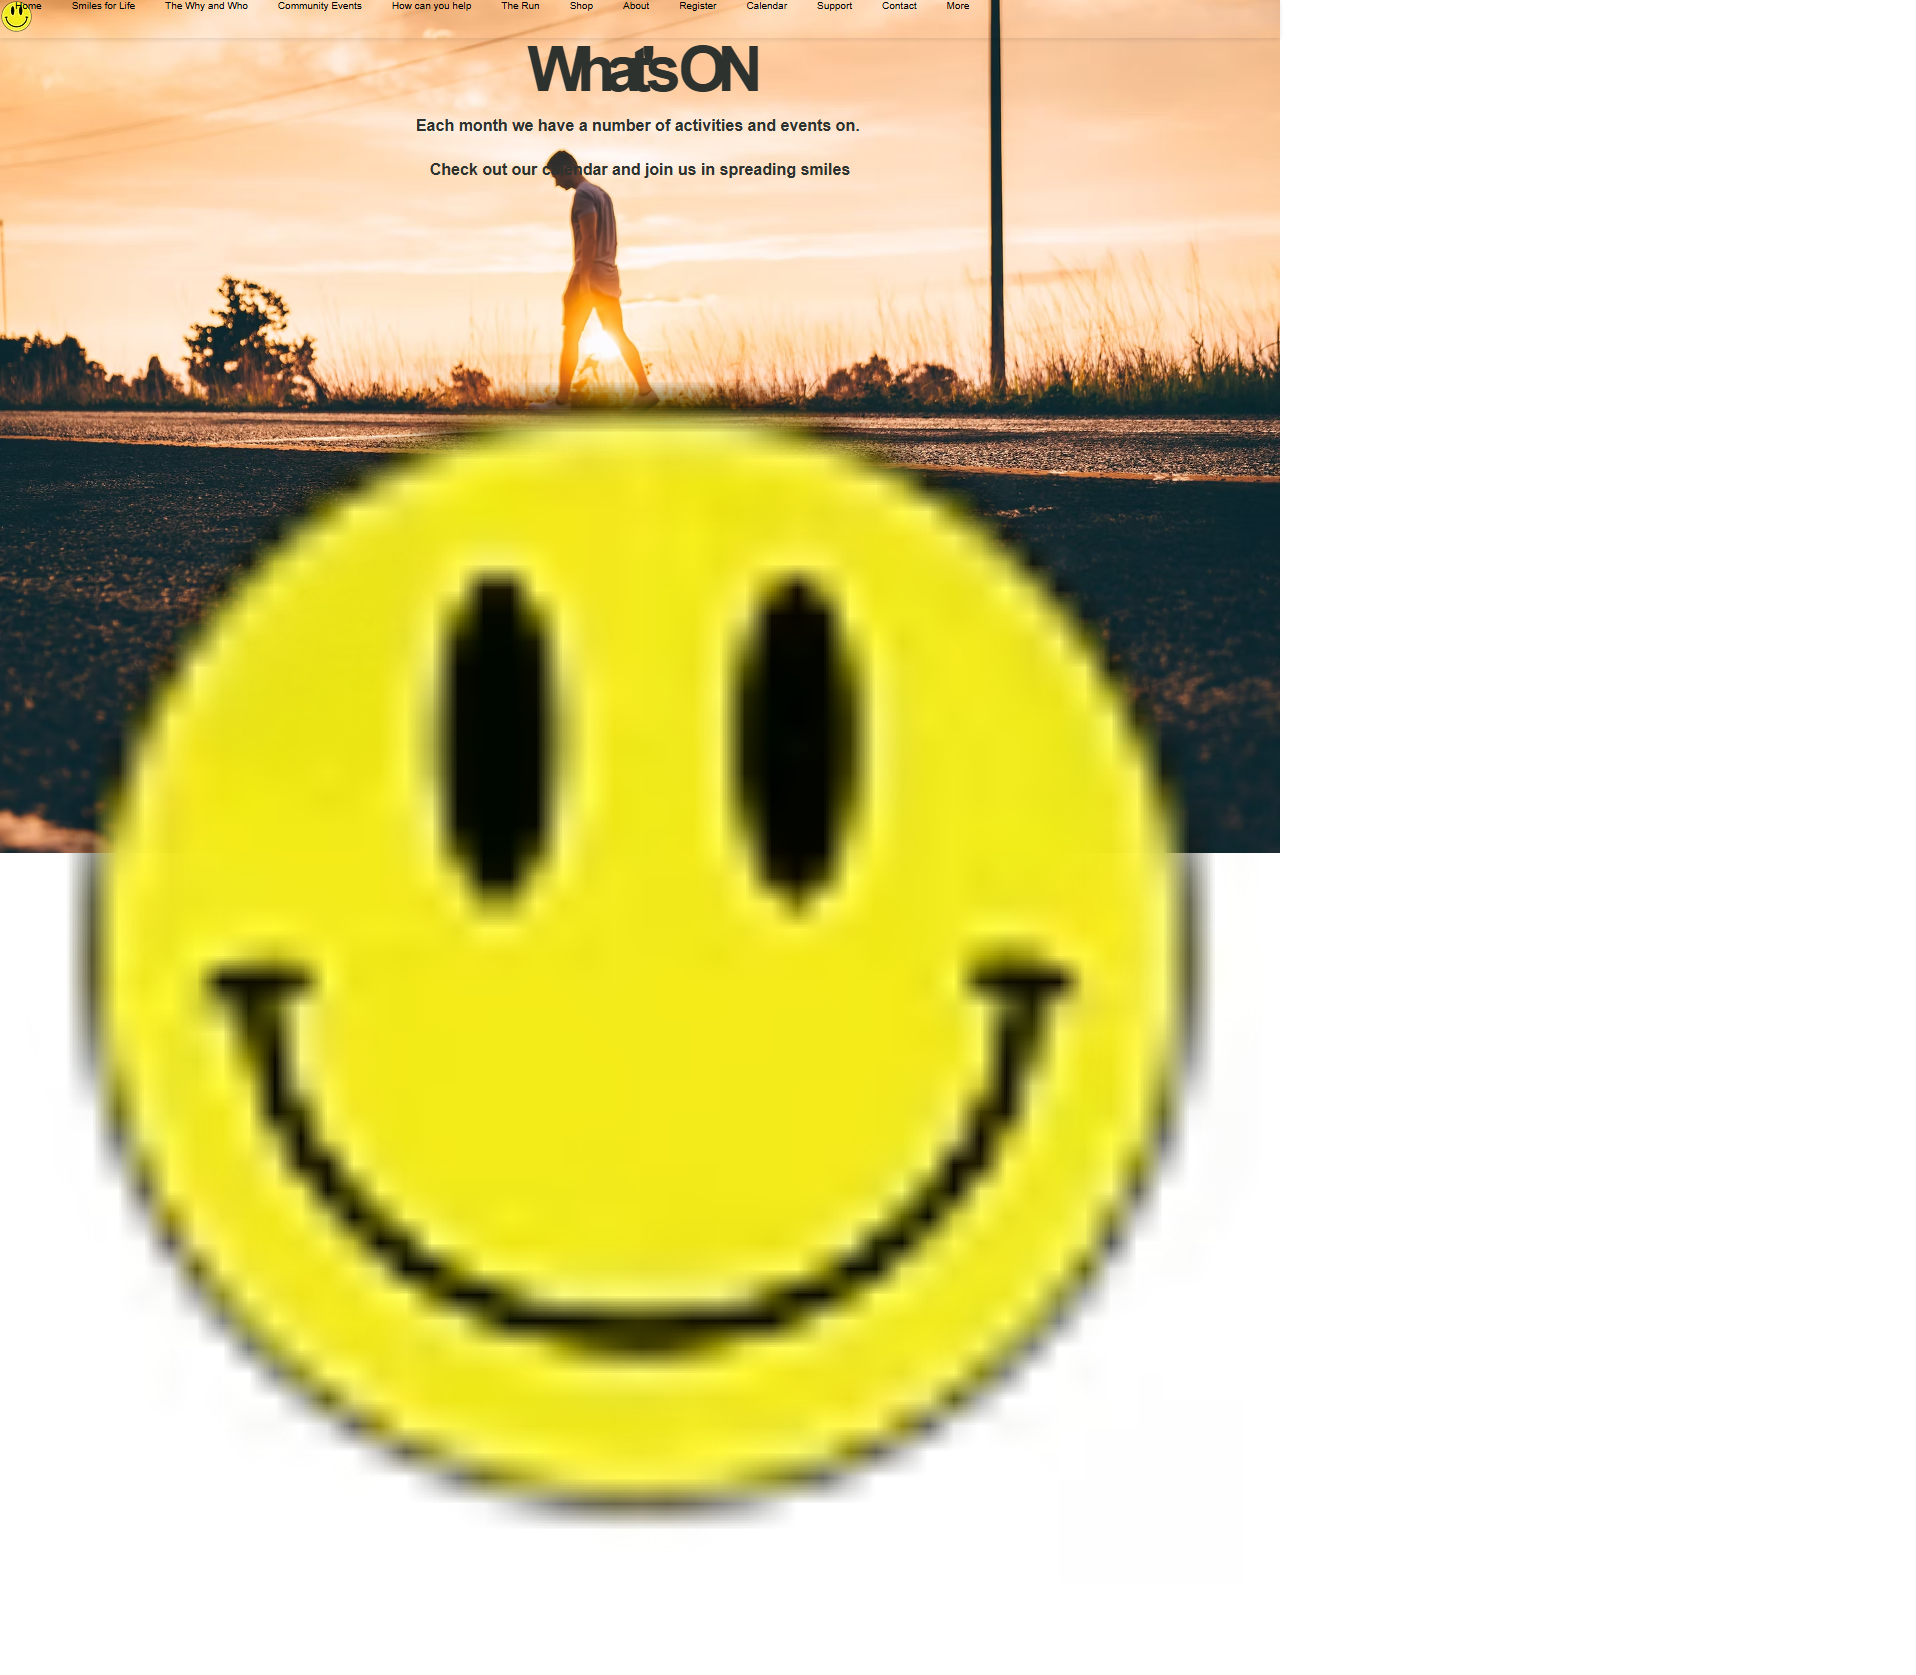 Home Smiles for Life The Why and Who Community Events How can you help The Run Shop About Register Calendar Support Contact More
What's ON
Each month we have a number of activities and events on.
Check out our calendar and join us in spreading smiles